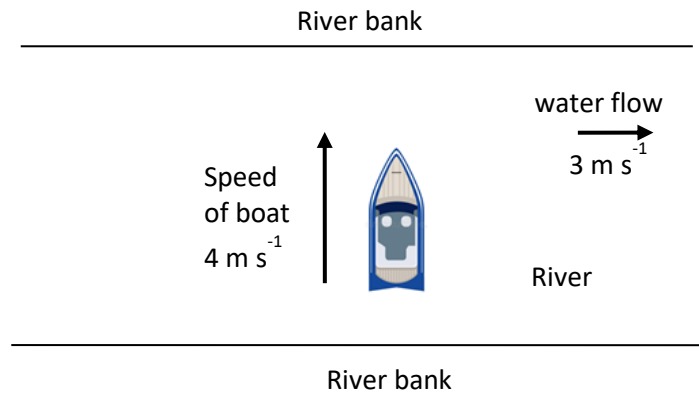 River bank
water flow
3 m s⁻¹
Speed
of boat
4 m s⁻¹
River
River bank